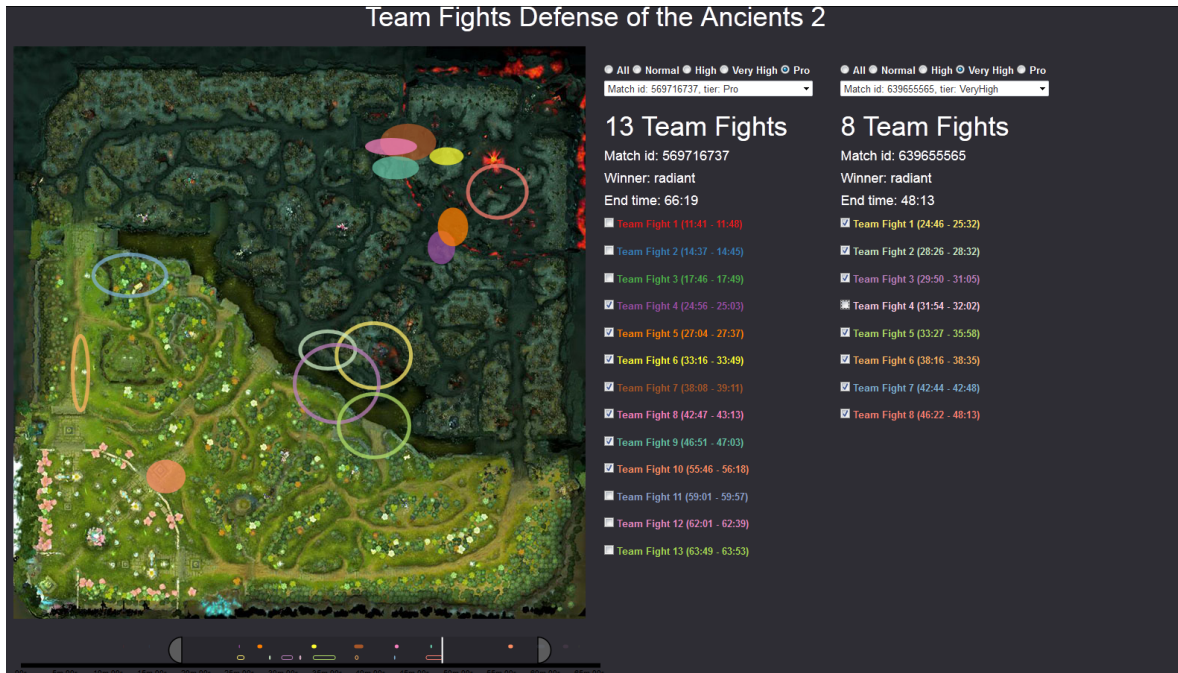 Team Fights Defense of the Ancients 2
All Normal High Very High Pro
Match id: 569716737, tier: Pro
13 Team Fights
Match id: 569716737
Winner: radiant
End time: 66:19
Team Fight 1 (11:41 - 11:48)
Team Fight 2 (14:37 - 14:45)
Team Fight 3 (17:46 - 17:49)
Team Fight 4 (24:56 - 25:03)
Team Fight 5 (27:04 - 27:37)
Team Fight 6 (33:16 - 33:49)
Team Fight 7 (38:08 - 39:11)
Team Fight 8 (42:47 - 43:13)
Team Fight 9 (46:51 - 47:03)
Team Fight 10 (55:46 - 56:18)
Team Fight 11 (59:01 - 59:57)
Team Fight 12 (62:01 - 62:39)
Team Fight 13 (63:49 - 63:53)
All Normal High Very High Pro
Match id: 639655565, tier: VeryHigh
8 Team Fights
Match id: 639655565
Winner: radiant
End time: 48:13
Team Fight 1 (24:46 - 25:32)
Team Fight 2 (28:26 - 28:32)
Team Fight 3 (29:50 - 31:05)
Team Fight 4 (31:54 - 32:02)
Team Fight 5 (33:27 - 35:58)
Team Fight 6 (38:16 - 38:35)
Team Fight 7 (42:44 - 42:48)
Team Fight 8 (46:22 - 48:13)